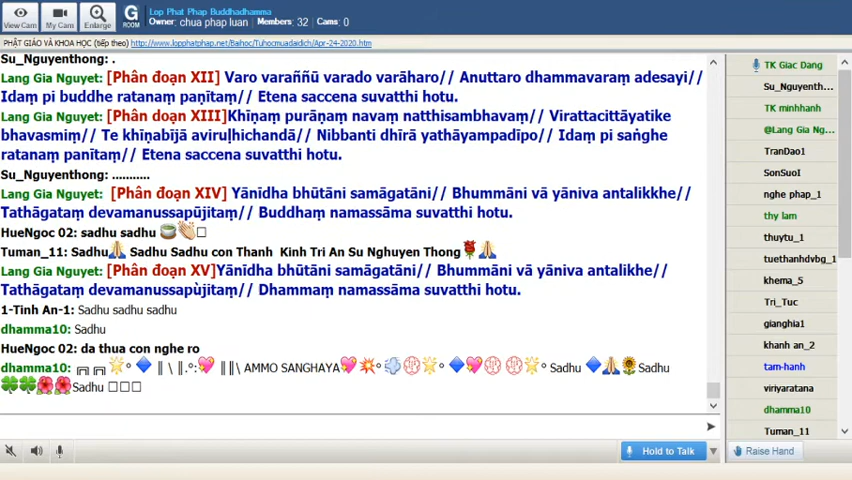 Lop Phat Phap Buddhadhamma
Owner: chua phap luan Members: 32 Cams: 0
View Cam
My Cams
Enlarge
G
ROOM
PHẬT GIÁO VÀ KHOA HỌC (tiếp theo) http://www.lopphatphap.net/Baihoc/Tuhocmuadaidich/Apr-24-2020.htm
Su_Nguyenthong: .
Lang Gia Nguyet: [Phân đoạn XII] Varo varaññū varado varāharo// Anuttaro dhammavaraṃ adesayi//
Idaṃ pi buddhe ratanaṃ paṇītaṃ// Etena saccena suvatthi hotu.
Lang Gia Nguyet: [Phân đoạn XIII]Khīṇaṃ purāṇaṃ navaṃ natthisambhavaṃ// Virattacittāyatike
bhavasmiṃ// Te khīṇabījā aviruḷhichandā// Nibbanti dhīrā yathāyampadīpo// Idaṃ pi saṅghe
ratanaṃ paṇītaṃ// Etena saccena suvatthi hotu.
Su_Nguyenthong: ...........
Lang Gia Nguyet: [Phân đoạn XIV] Yānīdha bhūtāni samāgatāni// Bhummāni vā yāniva antalikkhe//
Tathāgataṃ devamanussapūjitaṃ// Buddhaṃ namassāma suvatthi hotu.
HueNgoc 02: sadhu sadhu 🍵👏□
Tuman_11: Sadhu🙏 Sadhu Sadhu con Thanh Kinh Tri An Su Nghuyen Thong🌹🙏
Lang Gia Nguyet: [Phân đoạn XV]Yānīdha bhūtāni samāgatāni// Bhummāni vā yāniva antalikkhe//
Tathāgataṃ devamanussapùjitaṃ// Dhammaṃ namassāma suvatthi hotu.
1-Tinh An-1: Sadhu sadhu sadhu
dhamma10: Sadhu
HueNgoc 02: da thua con nghe ro
dhamma10: ╔╗╔╗🌟° 🔷 ║ \ ║.°:💖 ║║\ AMMO SANGHAYA💖💥°💨🌟° 🔷💖 🌟° Sadhu 🔷🙏🌻Sadhu
🍀🍀🌺🌺Sadhu □□□
Hold to Talk
TK Giac Dang
Su_Nguyenth...
TK minhhanh
@Lang Gia Ng...
TranDao1
SonSuoI
nghe phap_1
thy lam
thuytu_1
tuethanhdvbg_1
khema_5
Tri_Tuc
gianghia1
khanh an_2
tam-hanh
viriyaratana
dhamma10
Tuman_11
Raise Hand